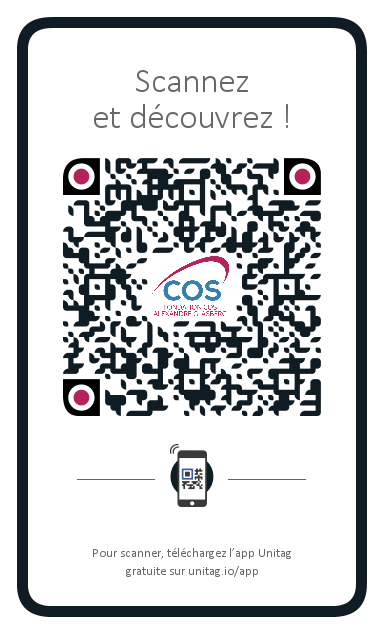 Scannez
et découvrez !
COS
FONDATION COS
ALEXANDRE GLASBERG
Pour scanner, téléchargez l'app Unitag
gratuite sur unitag.io/app